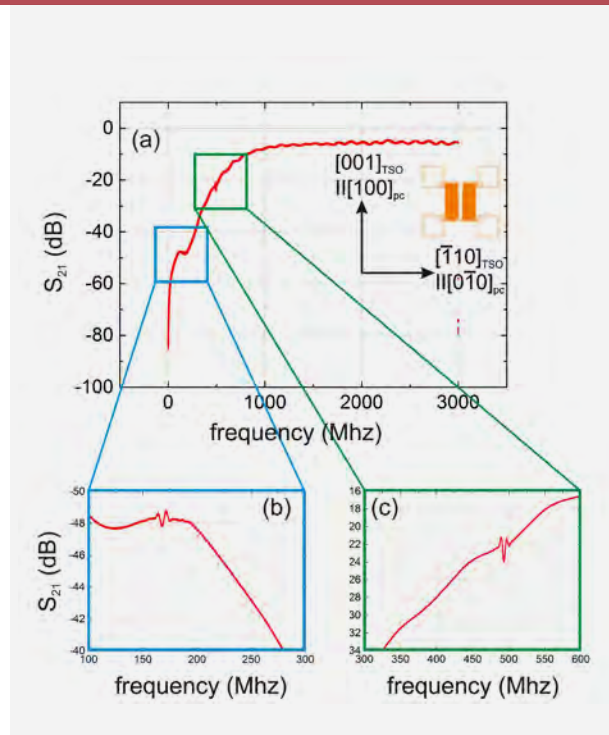 (a)
0
-20
-40
-60
-80
-100
S21 (dB)
[001]TSO
II[100]pc
[1̅10]TSO
II[01̅0]pc
0 1000 2000 3000
frequency (Mhz)
(b)
-50
-48
-46
-44
-42
-40
S21 (dB)
100 150 200 250 300
frequency (Mhz)
(c)
16
18
20
22
24
26
28
30
32
34
300 350 400 450 500 550 600
frequency (Mhz)